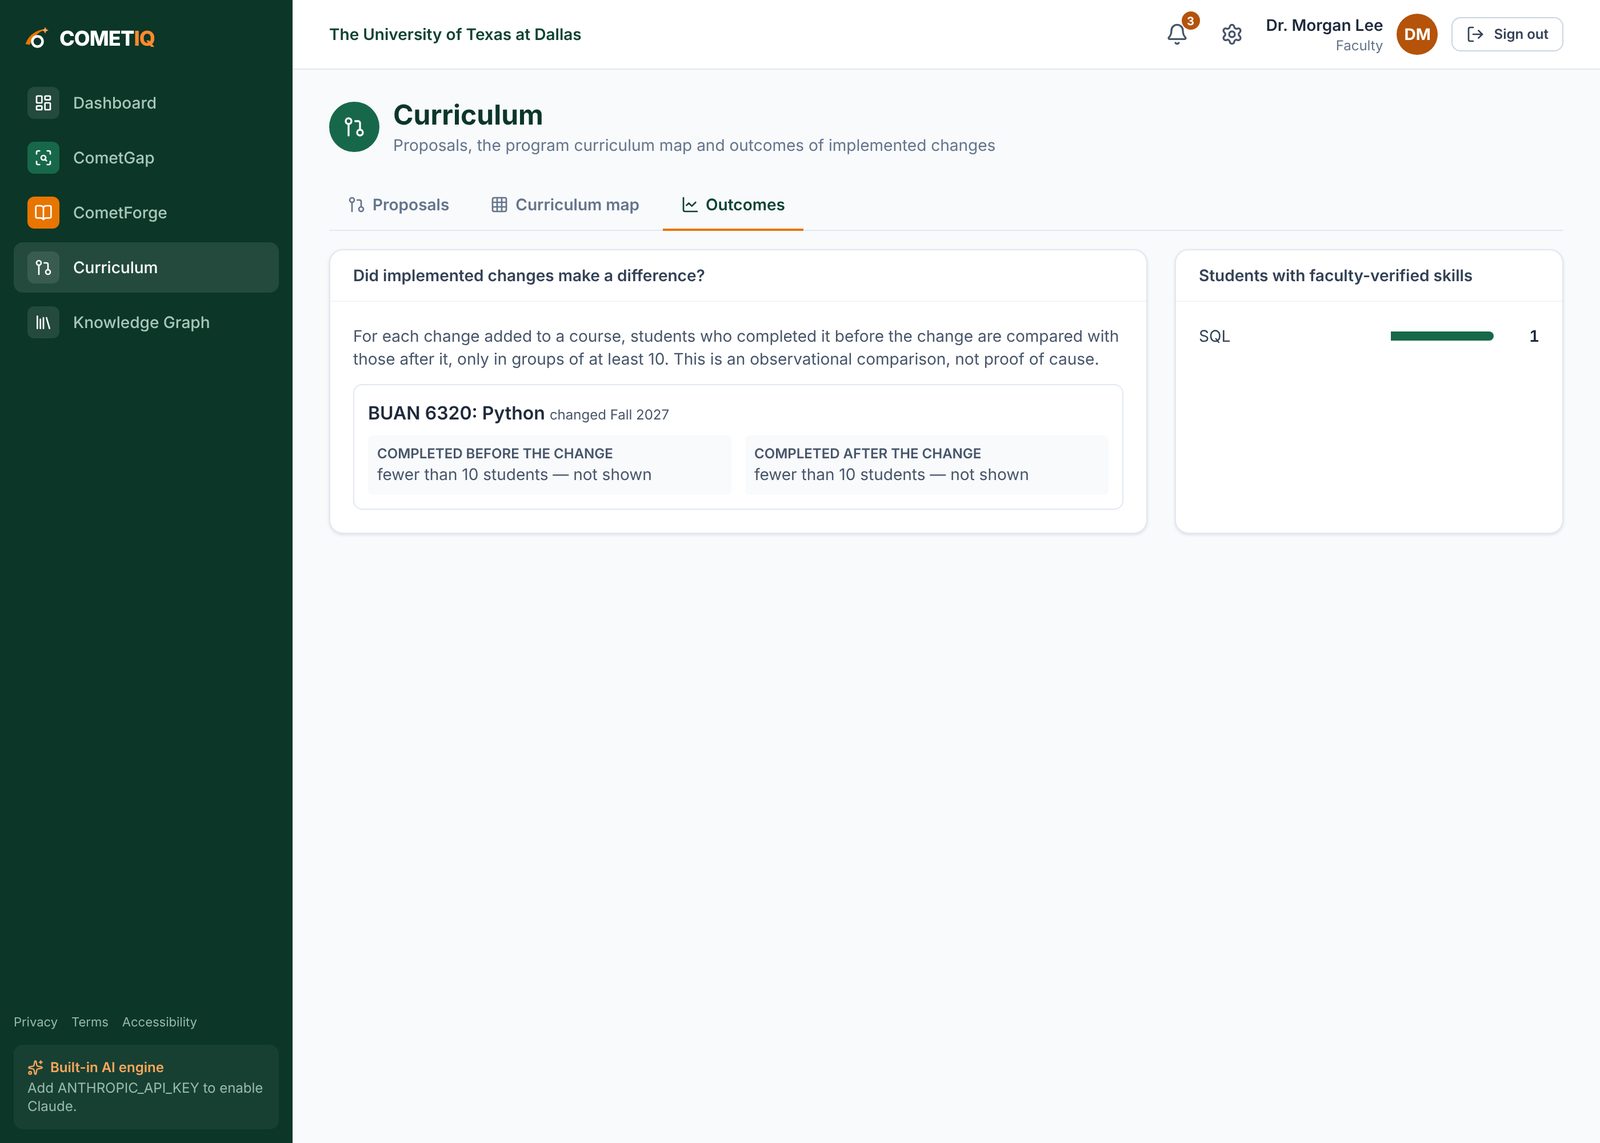 COMETIQ
Dashboard
CometGap
CometForge
Curriculum
Knowledge Graph
Privacy Terms Accessibility
Built-in AI engine
Add ANTHROPIC_API_KEY to enable
Claude.
The University of Texas at Dallas
3
Dr. Morgan Lee
Faculty
DM
Sign out
Curriculum
Proposals, the program curriculum map and outcomes of implemented changes
Proposals
Curriculum map
Outcomes
Did implemented changes make a difference?
For each change added to a course, students who completed it before the change are compared with
those after it, only in groups of at least 10. This is an observational comparison, not proof of cause.
BUAN 6320: Python changed Fall 2027
COMPLETED BEFORE THE CHANGE
fewer than 10 students — not shown
COMPLETED AFTER THE CHANGE
fewer than 10 students — not shown
Students with faculty-verified skills
SQL 1